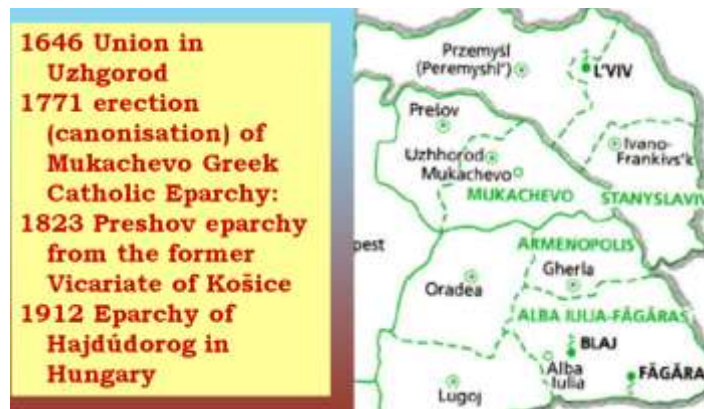 1646 Union in
Uzhgorod
1771 erection
(canonisation) of
Mukachevo Greek
Catholic Eparchy:
1823 Preshov eparchy
from the former
Vicariate of Košice
1912 Eparchy of
Hajdúdorog in
Hungary
Przemysl
(Peremyshl')
L'VIV
Prešov
Uzhhorod
Mukachevo
Ivano-
Frankivs'k
MUKACHEVO
STANYSLAVIV
pest
ARMENOPOLIS
Gherla
Oradea
ALBA IULIA-FĂGĂRAS
BLAJ
Alba
Iulia
FĂGĂRA
Lugoj